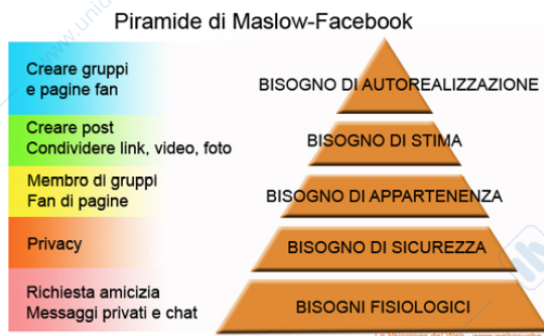 Piramide di Maslow-Facebook
Creare gruppi
e pagine fan
BISOGNO DI AUTOREALIZZAZIONE
Creare post
Condividere link, video, foto
BISOGNO DI STIMA
Membro di gruppi
Fan di pagine
BISOGNO DI APPARTENENZA
Privacy
BISOGNO DI SICUREZZA
Richiesta amicizia
Messaggi privati e chat
BISOGNI FISIOLOGICI